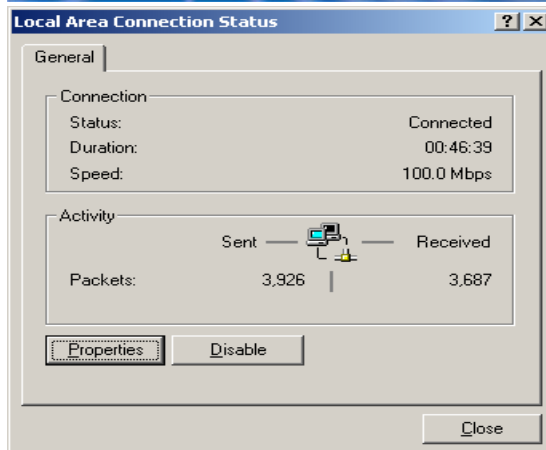 Local Area Connection Status
General
Connection
Status: Connected
Duration: 00:46:39
Speed: 100.0 Mbps
Activity
Sent Received
Packets: 3,926 3,687
Properties Disable
Close